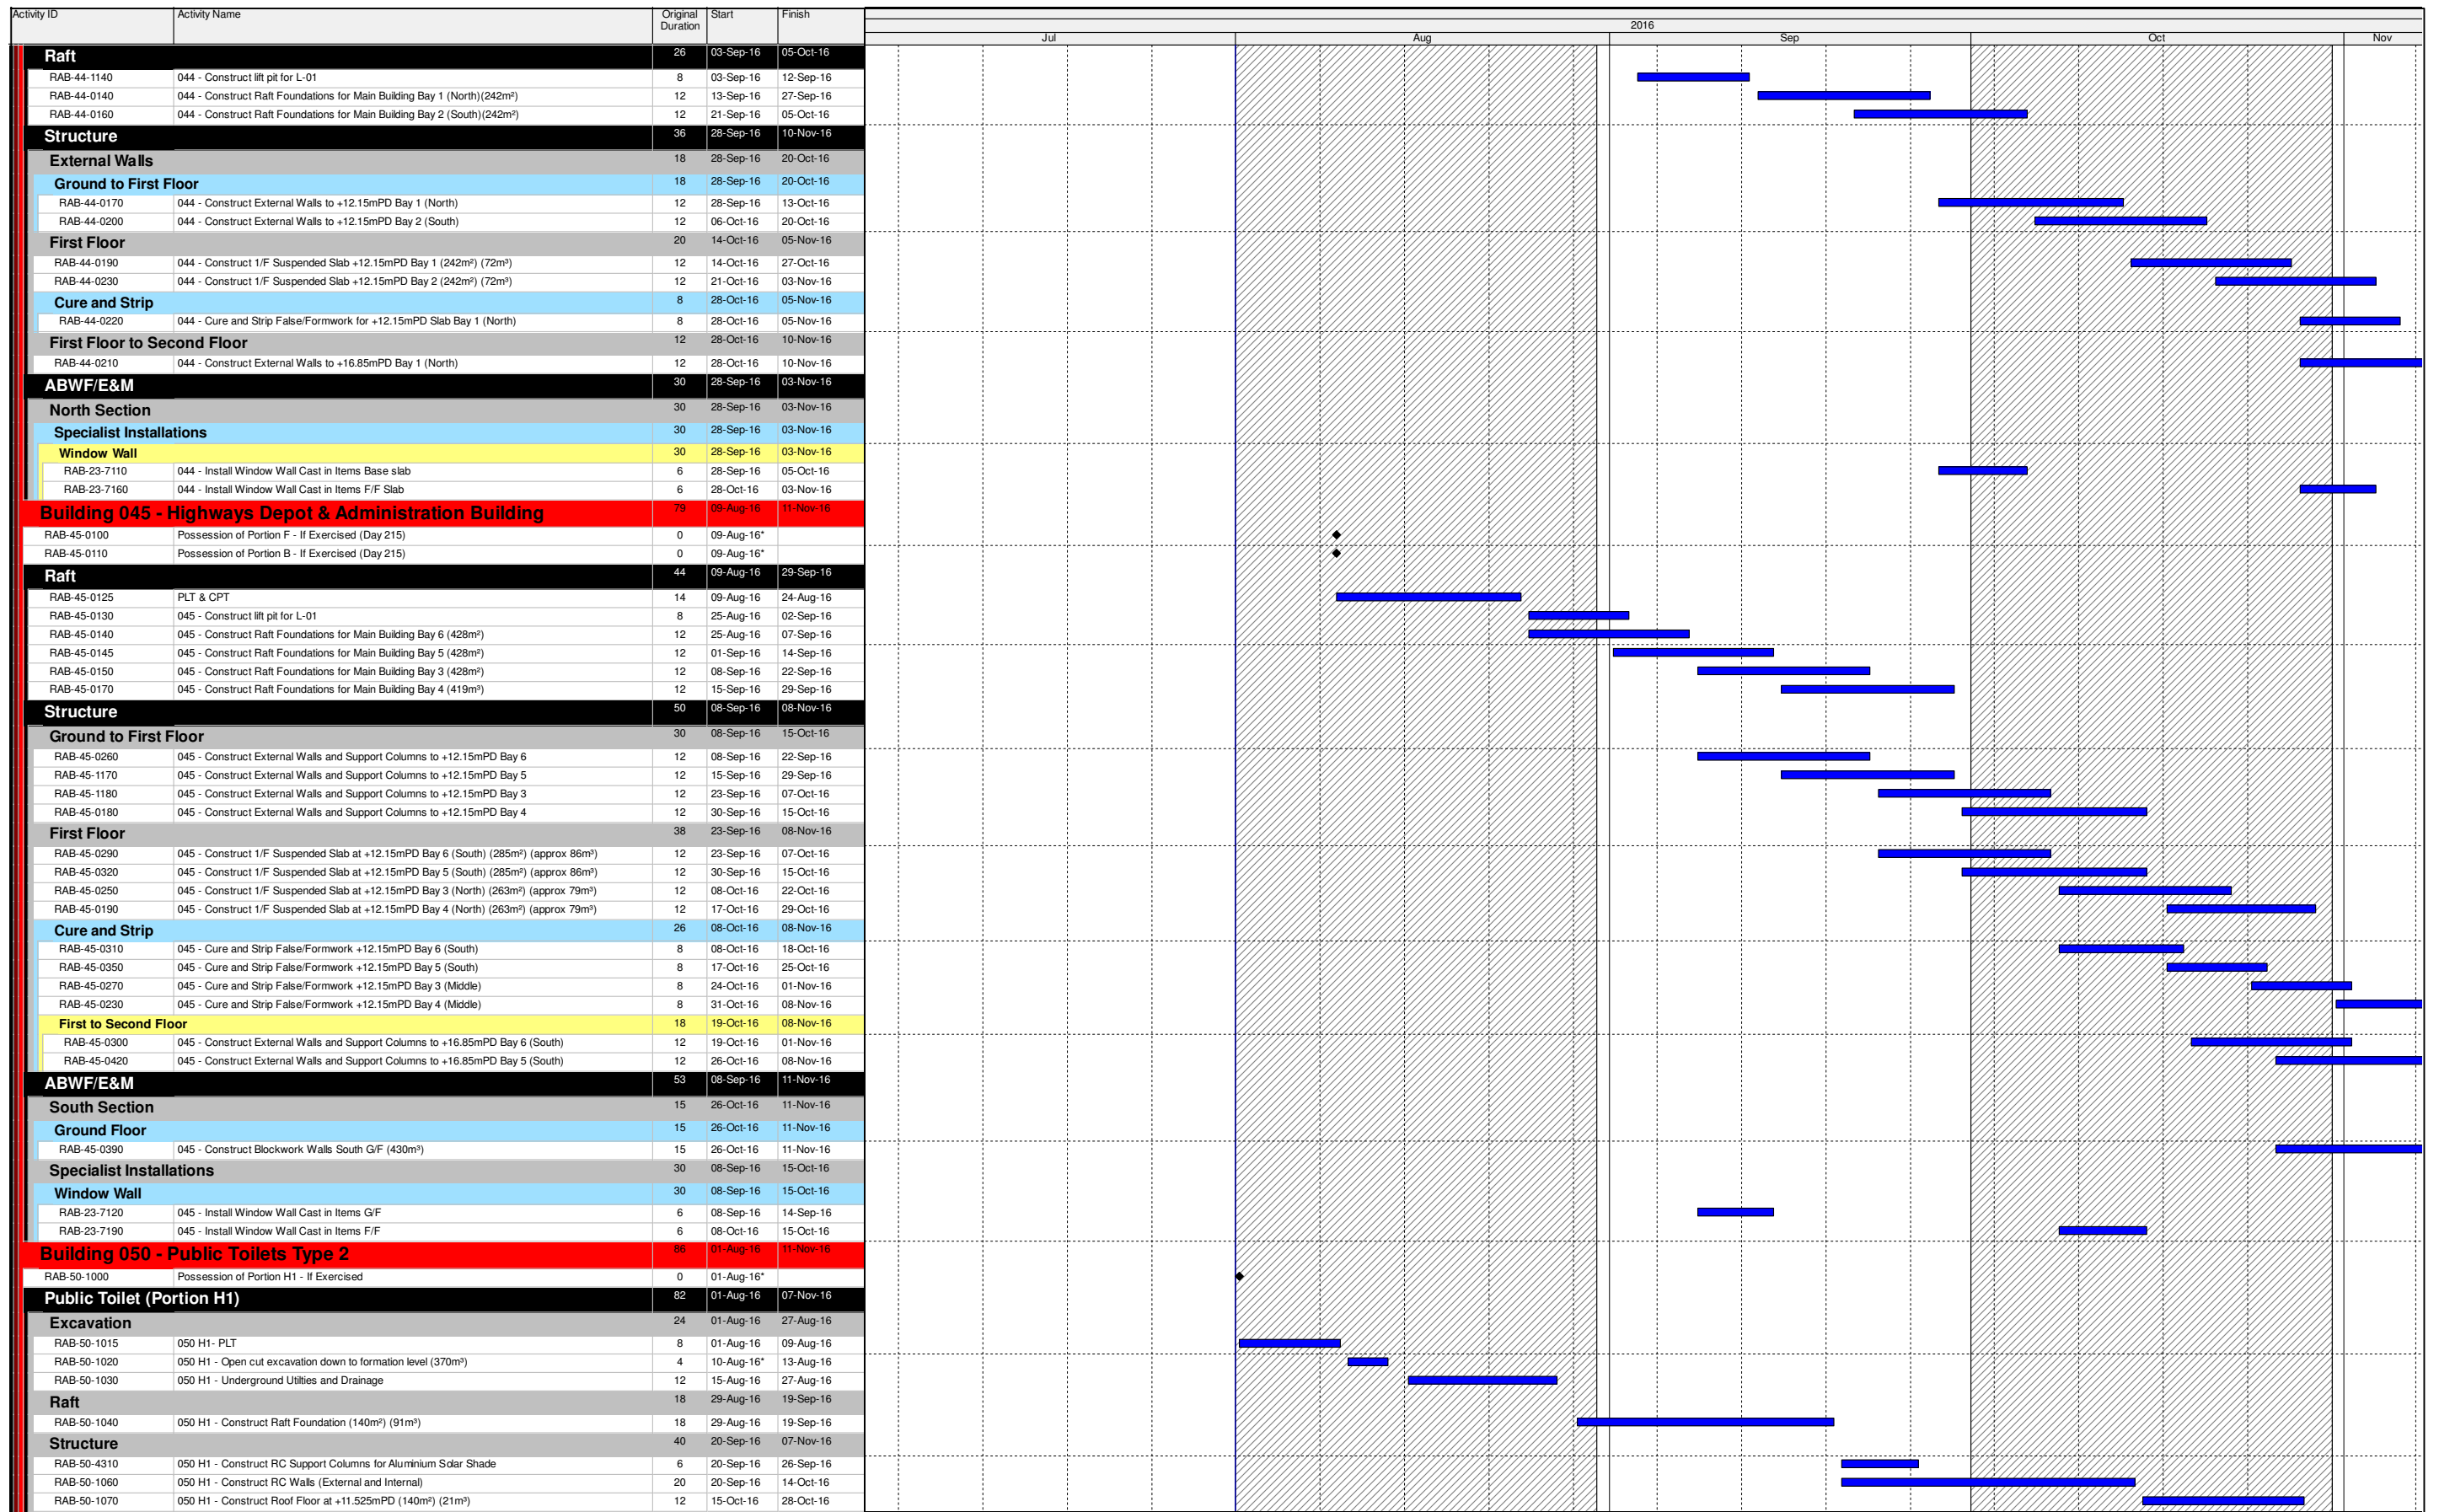 Activity ID Activity Name Original Duration Start Finish
2016
Jul Aug Sep Oct Nov
Raft 26 03-Sep-16 05-Oct-16
RAB-44-1140 044 - Construct lift pit for L-01 8 03-Sep-16 12-Sep-16
RAB-44-0140 044 - Construct Raft Foundations for Main Building Bay 1 (North)(242m²) 12 13-Sep-16 27-Sep-16
RAB-44-0160 044 - Construct Raft Foundations for Main Building Bay 2 (South)(242m²) 12 21-Sep-16 05-Oct-16
Structure 36 28-Sep-16 10-Nov-16
External Walls 18 28-Sep-16 20-Oct-16
Ground to First Floor 18 28-Sep-16 20-Oct-16
RAB-44-0170 044 - Construct External Walls to +12.15mPD Bay 1 (North) 12 28-Sep-16 13-Oct-16
RAB-44-0200 044 - Construct External Walls to +12.15mPD Bay 2 (South) 12 06-Oct-16 20-Oct-16
First Floor 20 14-Oct-16 05-Nov-16
RAB-44-0190 044 - Construct 1/F Suspended Slab +12.15mPD Bay 1 (242m²) (72m³) 12 14-Oct-16 27-Oct-16
RAB-44-0230 044 - Construct 1/F Suspended Slab +12.15mPD Bay 2 (242m²) (72m³) 12 21-Oct-16 03-Nov-16
Cure and Strip 8 28-Oct-16 05-Nov-16
RAB-44-0220 044 - Cure and Strip False/Formwork for +12.15mPD Slab Bay 1 (North) 8 28-Oct-16 05-Nov-16
First Floor to Second Floor 12 28-Oct-16 10-Nov-16
RAB-44-0210 044 - Construct External Walls to +16.85mPD Bay 1 (North) 12 28-Oct-16 10-Nov-16
ABWF/E&M 30 28-Sep-16 03-Nov-16
North Section 30 28-Sep-16 03-Nov-16
Specialist Installations 30 28-Sep-16 03-Nov-16
Window Wall 30 28-Sep-16 03-Nov-16
RAB-23-7110 044 - Install Window Wall Cast in Items Base slab 6 28-Sep-16 05-Oct-16
RAB-23-7160 044 - Install Window Wall Cast in Items F/F Slab 6 28-Oct-16 03-Nov-16
Building 045 - Highways Depot & Administration Building 79 09-Aug-16 11-Nov-16
RAB-45-0100 Possession of Portion F - If Exercised (Day 215) 0 09-Aug-16*
RAB-45-0110 Possession of Portion B - If Exercised (Day 215) 0 09-Aug-16*
Raft 44 09-Aug-16 29-Sep-16
RAB-45-0125 PLT & CPT 14 09-Aug-16 24-Aug-16
RAB-45-0130 045 - Construct lift pit for L-01 8 25-Aug-16 02-Sep-16
RAB-45-0140 045 - Construct Raft Foundations for Main Building Bay 6 (428m²) 12 25-Aug-16 07-Sep-16
RAB-45-0145 045 - Construct Raft Foundations for Main Building Bay 5 (428m²) 12 01-Sep-16 14-Sep-16
RAB-45-0150 045 - Construct Raft Foundations for Main Building Bay 3 (428m²) 12 08-Sep-16 22-Sep-16
RAB-45-0170 045 - Construct Raft Foundations for Main Building Bay 4 (419m³) 12 15-Sep-16 29-Sep-16
Structure 50 08-Sep-16 08-Nov-16
Ground to First Floor 30 08-Sep-16 15-Oct-16
RAB-45-0260 045 - Construct External Walls and Support Columns to +12.15mPD Bay 6 12 08-Sep-16 22-Sep-16
RAB-45-1170 045 - Construct External Walls and Support Columns to +12.15mPD Bay 5 12 15-Sep-16 29-Sep-16
RAB-45-1180 045 - Construct External Walls and Support Columns to +12.15mPD Bay 3 12 23-Sep-16 07-Oct-16
RAB-45-0180 045 - Construct External Walls and Support Columns to +12.15mPD Bay 4 12 30-Sep-16 15-Oct-16
First Floor 38 23-Sep-16 08-Nov-16
RAB-45-0290 045 - Construct 1/F Suspended Slab at +12.15mPD Bay 6 (South) (285m²) (approx 86m³) 12 23-Sep-16 07-Oct-16
RAB-45-0320 045 - Construct 1/F Suspended Slab at +12.15mPD Bay 5 (South) (285m²) (approx 86m³) 12 30-Sep-16 15-Oct-16
RAB-45-0250 045 - Construct 1/F Suspended Slab at +12.15mPD Bay 3 (North) (263m²) (approx 79m³) 12 08-Oct-16 22-Oct-16
RAB-45-0190 045 - Construct 1/F Suspended Slab at +12.15mPD Bay 4 (North) (263m²) (approx 79m³) 12 17-Oct-16 29-Oct-16
Cure and Strip 26 08-Oct-16 08-Nov-16
RAB-45-0310 045 - Cure and Strip False/Formwork +12.15mPD Bay 6 (South) 8 08-Oct-16 18-Oct-16
RAB-45-0350 045 - Cure and Strip False/Formwork +12.15mPD Bay 5 (South) 8 17-Oct-16 25-Oct-16
RAB-45-0270 045 - Cure and Strip False/Formwork +12.15mPD Bay 3 (Middle) 8 24-Oct-16 01-Nov-16
RAB-45-0230 045 - Cure and Strip False/Formwork +12.15mPD Bay 4 (Middle) 8 31-Oct-16 08-Nov-16
First to Second Floor 18 19-Oct-16 08-Nov-16
RAB-45-0300 045 - Construct External Walls and Support Columns to +16.85mPD Bay 6 (South) 12 19-Oct-16 01-Nov-16
RAB-45-0420 045 - Construct External Walls and Support Columns to +16.85mPD Bay 5 (South) 12 26-Oct-16 08-Nov-16
ABWF/E&M 53 08-Sep-16 11-Nov-16
South Section 15 26-Oct-16 11-Nov-16
Ground Floor 15 26-Oct-16 11-Nov-16
RAB-45-0390 045 - Construct Blockwork Walls South G/F (430m³) 15 26-Oct-16 11-Nov-16
Specialist Installations 30 08-Sep-16 15-Oct-16
Window Wall 30 08-Sep-16 15-Oct-16
RAB-23-7120 045 - Install Window Wall Cast in Items G/F 6 08-Sep-16 14-Sep-16
RAB-23-7190 045 - Install Window Wall Cast in Items F/F 6 08-Oct-16 15-Oct-16
Building 050 - Public Toilets Type 2 86 01-Aug-16 11-Nov-16
RAB-50-1000 Possession of Portion H1 - If Exercised 0 01-Aug-16*
Public Toilet (Portion H1) 82 01-Aug-16 07-Nov-16
Excavation 24 01-Aug-16 27-Aug-16
RAB-50-1015 050 H1- PLT 8 01-Aug-16 09-Aug-16
RAB-50-1020 050 H1 - Open cut excavation down to formation level (370m³) 4 10-Aug-16* 13-Aug-16
RAB-50-1030 050 H1 - Underground Utilties and Drainage 12 15-Aug-16 27-Aug-16
Raft 18 29-Aug-16 19-Sep-16
RAB-50-1040 050 H1 - Construct Raft Foundation (140m²) (91m³) 18 29-Aug-16 19-Sep-16
Structure 40 20-Sep-16 07-Nov-16
RAB-50-4310 050 H1 - Construct RC Support Columns for Aluminium Solar Shade 6 20-Sep-16 26-Sep-16
RAB-50-1060 050 H1 - Construct RC Walls (External and Internal) 20 20-Sep-16 14-Oct-16
RAB-50-1070 050 H1 - Construct Roof Floor at +11.525mPD (140m²) (21m³) 12 15-Oct-16 28-Oct-16